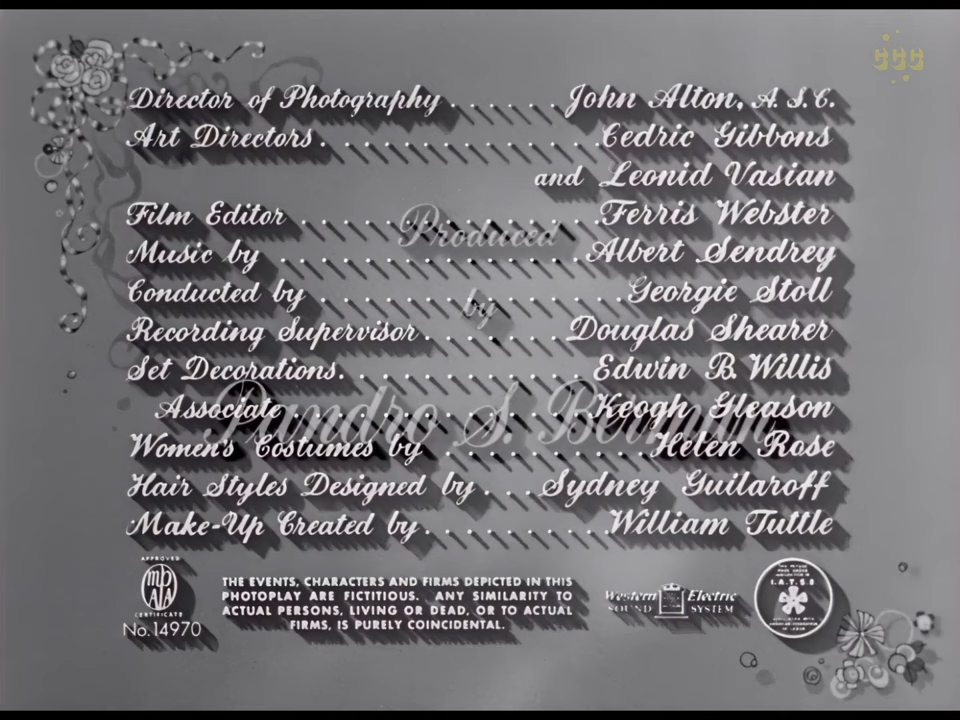 Director of Photography . . . . . . John Alton, A. S. C.
Art Directors . . . . . . . . . . . . . Cedric Gibbons
and Leonid Vasian
Film Editor . . . . . . . . . . . . . . Ferris Webster
Music by . . . . . . . . . . . . . . . Albert Sendrey
Conducted by . . . . . . . . . . . . . . Georgie Stoll
Recording Supervisor . . . . . . . Douglas Shearer
Set Decorations . . . . . . . . . . . . Edwin B. Willis
Associate . . . . . . . . . . . . . . Keogh Gleason
Women's Costumes by . . . . . . . . . . Helen Rose
Hair Styles Designed by . . . Sydney Guilaroff
Make-Up Created by . . . . . . . . . William Tuttle
Produced
by
Pandro S. Berman
APPROVED
MPAA
CERTIFICATE
No. 14970
THE EVENTS, CHARACTERS AND FIRMS DEPICTED IN THIS
PHOTOPLAY ARE FICTITIOUS. ANY SIMILARITY TO
ACTUAL PERSONS, LIVING OR DEAD, OR TO ACTUAL
FIRMS, IS PURELY COINCIDENTAL.
Western Electric
SOUND SYSTEM
I.A.T.S.E